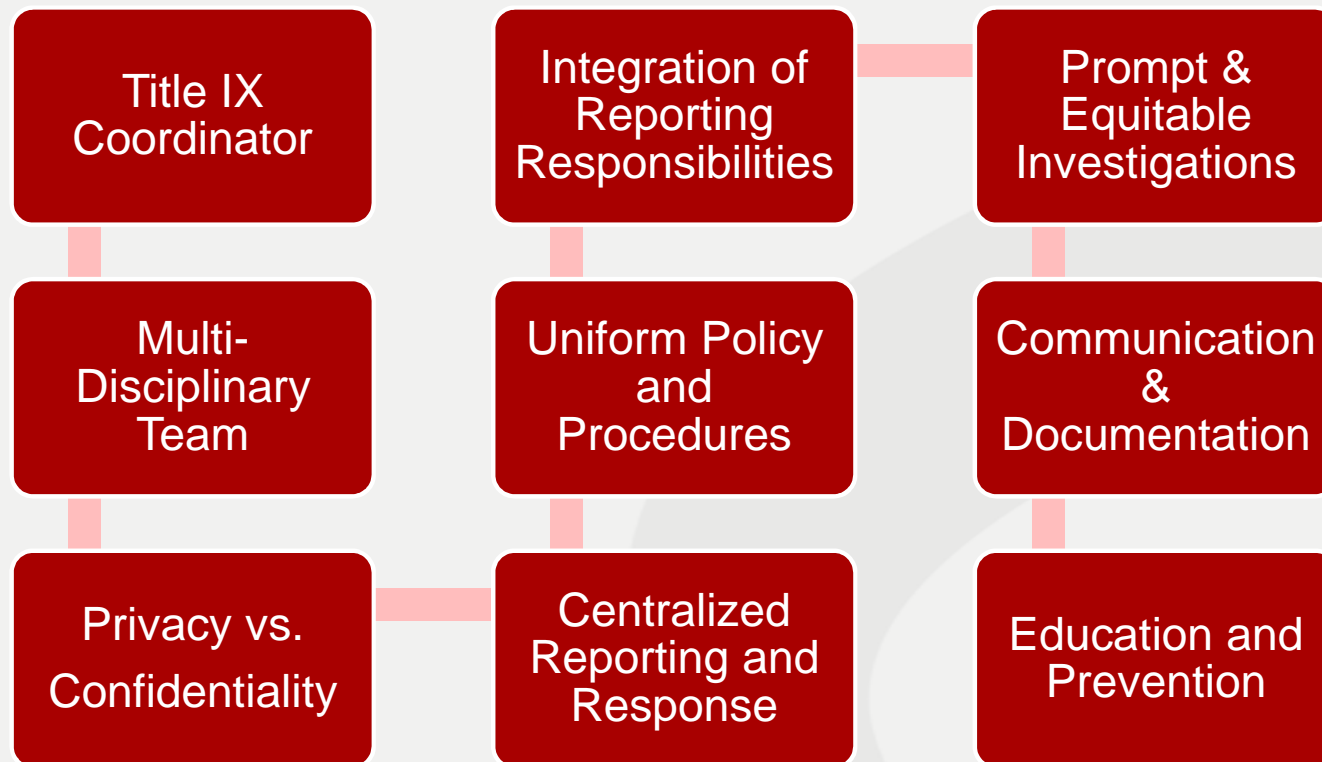 Title IX
Coordinator
Multi-
Disciplinary
Team
Privacy vs.
Confidentiality
Centralized
Reporting and
Response
Uniform Policy
and
Procedures
Integration of
Reporting
Responsibilities
Prompt &
Equitable
Investigations
Communication
&
Documentation
Education and
Prevention